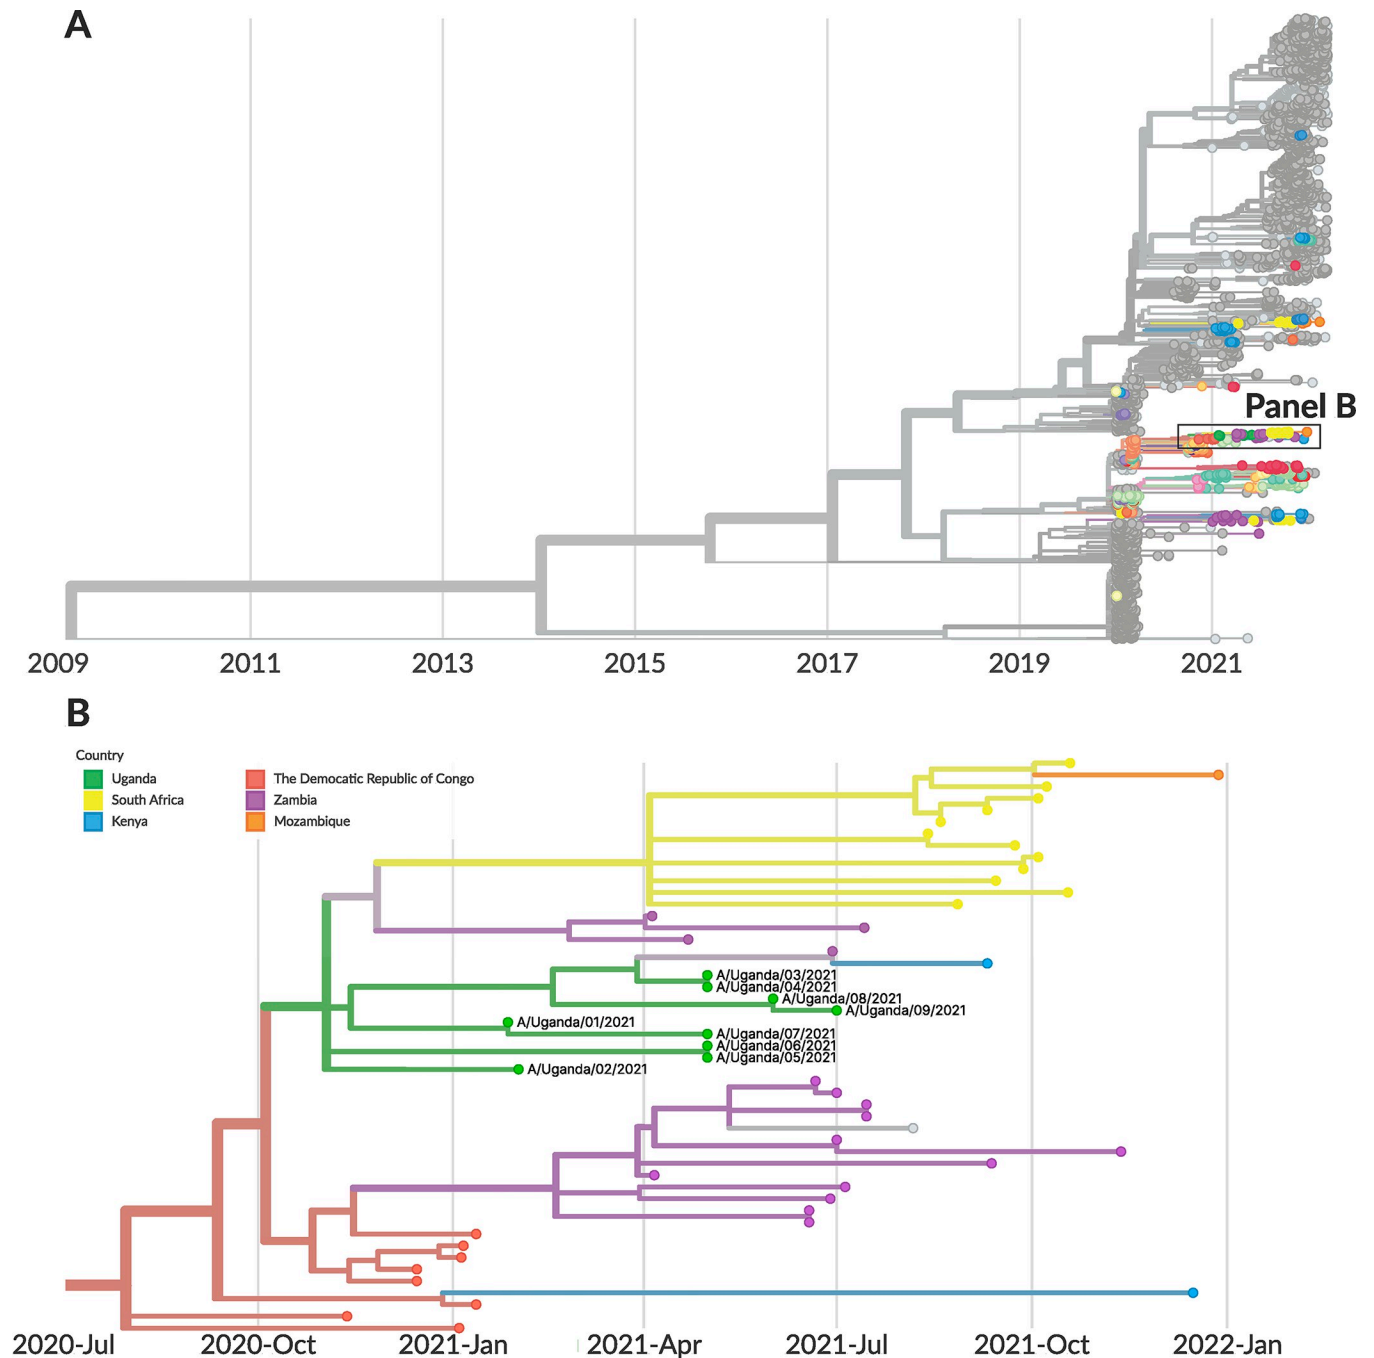 A
Panel B
2009 2011 2013 2015 2017 2019 2021
B
Country
Uganda The Democatic Republic of Congo
South Africa Zambia
Kenya Mozambique
A/Uganda/03/2021
A/Uganda/04/2021
A/Uganda/08/2021
A/Uganda/09/2021
A/Uganda/01/2021
A/Uganda/07/2021
A/Uganda/06/2021
A/Uganda/05/2021
A/Uganda/02/2021
2020-Jul 2020-Oct 2021-Jan 2021-Apr 2021-Jul 2021-Oct 2022-Jan